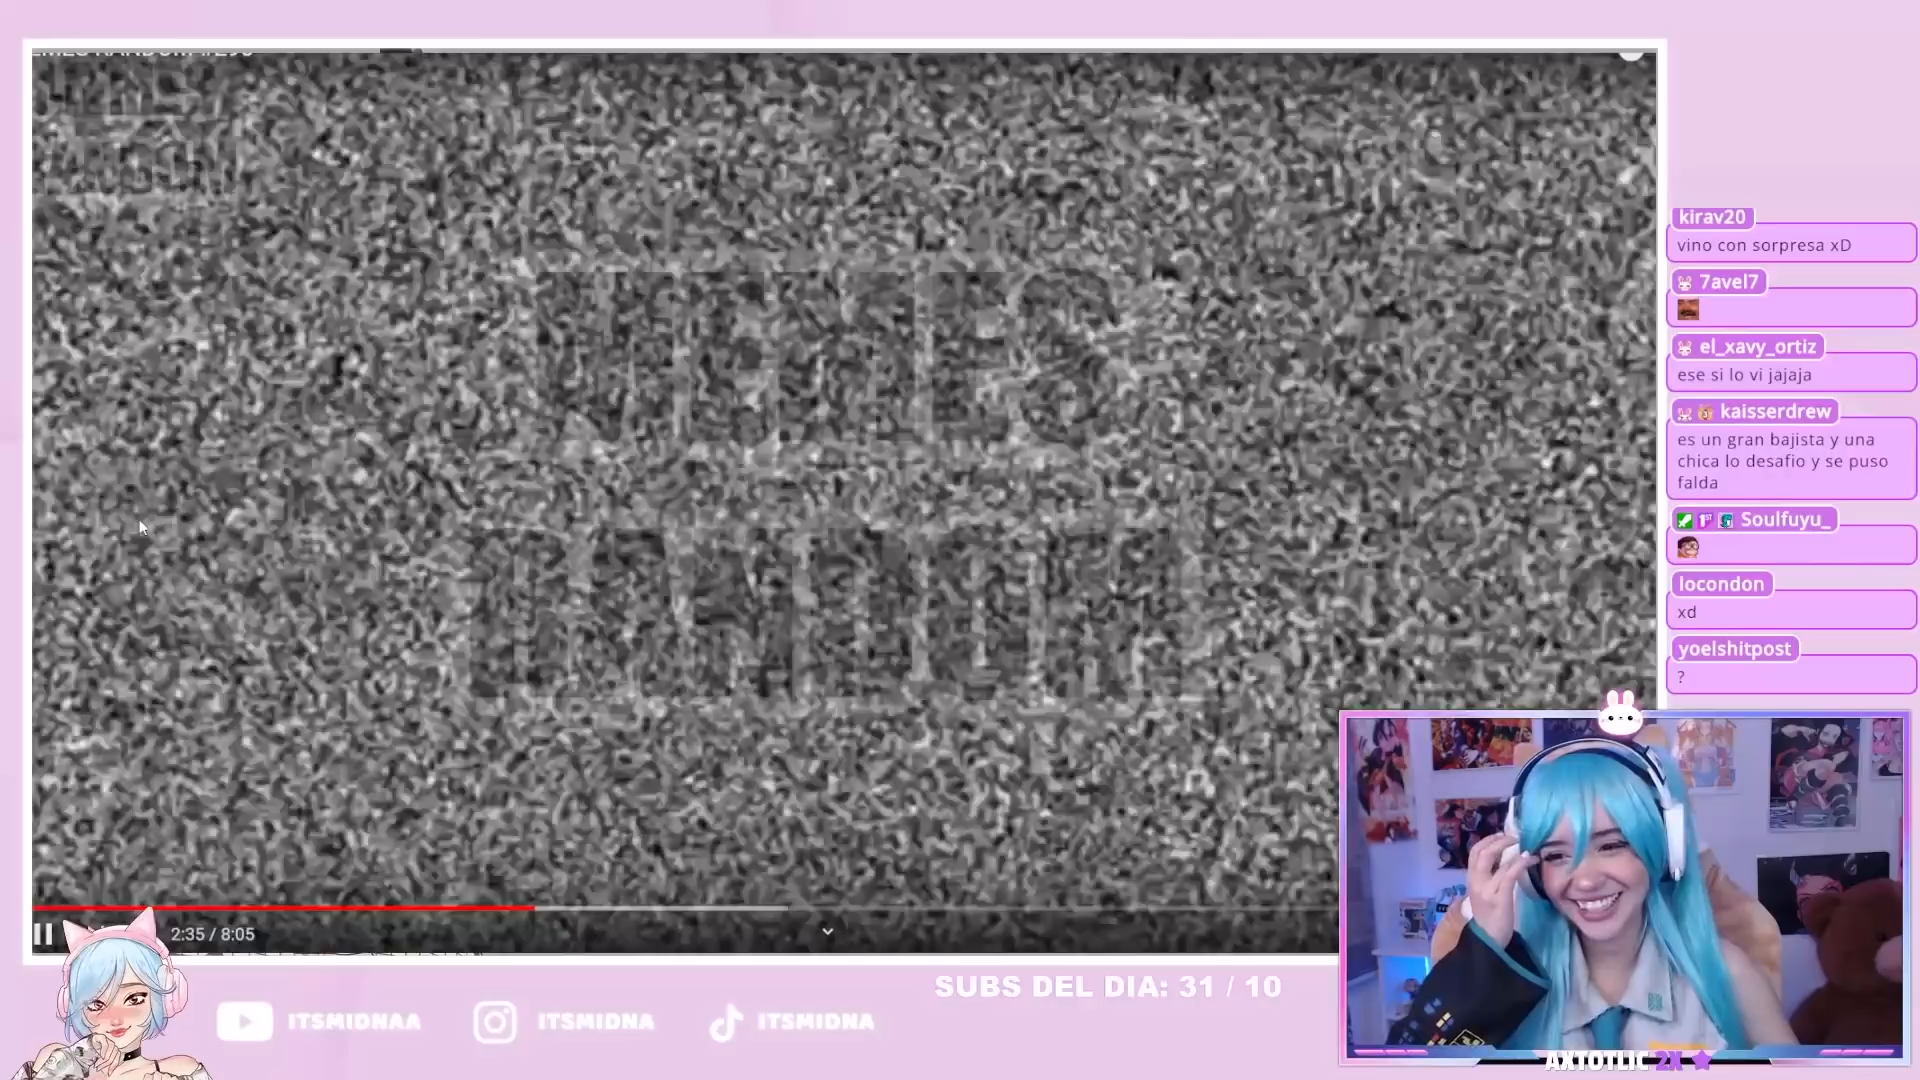 kirav20
vino con sorpresa xD
7avel7
el_xavy_ortiz
ese si lo vi jajaja
kaisserdrew
es un gran bajista y una
chica lo desafio y se puso
falda
Soulfuyu_
locondon
xd
yoelshitpost
?
2:35 / 8:05
SUBS DEL DIA: 31 / 10
ITSMIDNAA
ITSMIDNA
ITSMIDNA
AXTOTLIC 2X